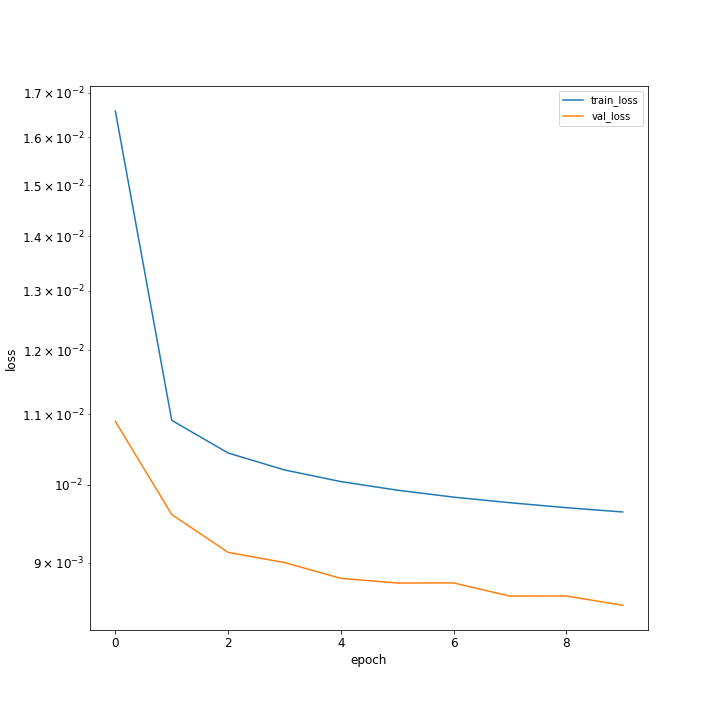 1.7 × 10⁻²
1.6 × 10⁻²
1.5 × 10⁻²
1.4 × 10⁻²
1.3 × 10⁻²
1.2 × 10⁻²
1.1 × 10⁻²
10⁻²
9 × 10⁻³
loss
train_loss
val_loss
0 2 4 6 8
epoch